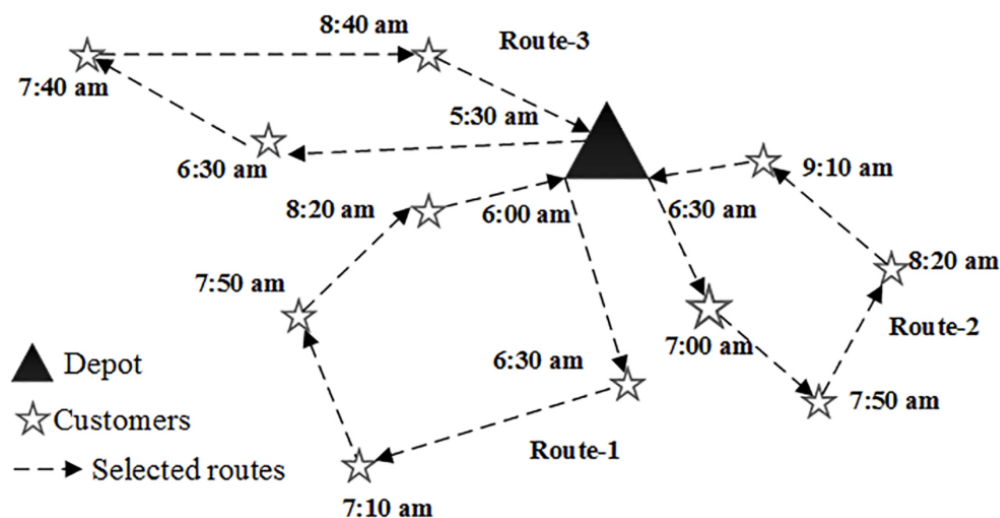 8:40 am
Route-3
7:40 am
5:30 am
6:30 am
9:10 am
8:20 am
6:00 am
6:30 am
7:50 am
8:20 am
Route-2
7:00 am
6:30 am
Depot
7:50 am
Customers
Route-1
Selected routes
7:10 am